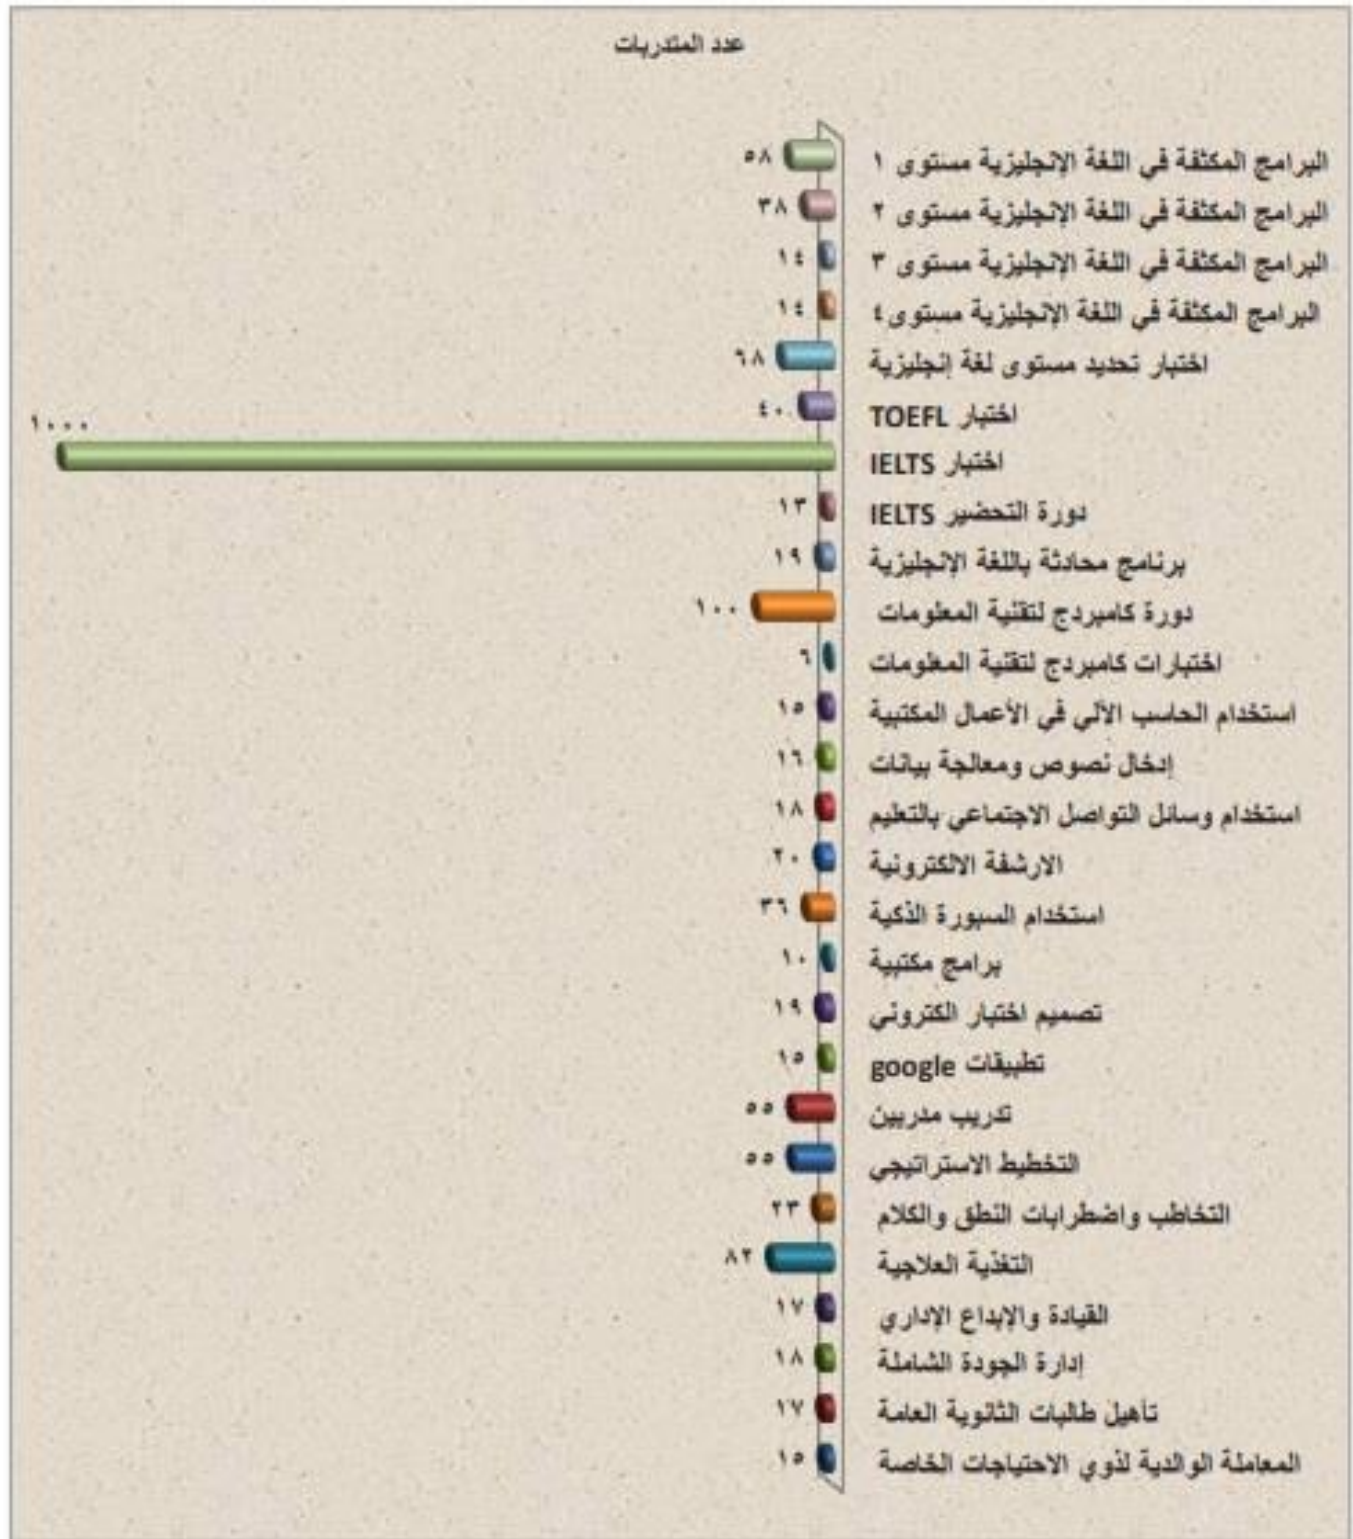 عدد المتدربات
البرامج المكثفة في اللغة الإنجليزية مستوى ١ ٥٨
البرامج المكثفة في اللغة الإنجليزية مستوى ٢ ٣٨
البرامج المكثفة في اللغة الإنجليزية مستوى ٣ ١٤
البرامج المكثفة في اللغة الإنجليزية مستوى٤ ١٤
اختبار تحديد مستوى لغة إنجليزية ٦٨
اختبار TOEFL ٤٠
اختبار IELTS ١٠٠٠
دورة التحضير IELTS ١٣
برنامج محادثة باللغة الإنجليزية ١٩
دورة كامبردج لتقنية المعلومات ١٠٠
اختبارات كامبردج لتقنية المعلومات ٦
استخدام الحاسب الألي في الأعمال المكتبية ١٥
إدخال نصوص ومعالجة بيانات ١٦
استخدام وسائل التواصل الاجتماعي بالتعليم ١٨
الارشفة الالكترونية ٢٠
استخدام السبورة الذكية ٣٦
برامج مكتبية ١٠
تصميم اختبار الكتروني ١٩
تطبيقات google ١٥
تدريب مدربين ٥٥
التخطيط الاستراتيجي ٥٥
التخاطب واضطرابات النطق والكلام ٢٣
التغذية العلاجية ٨٢
القيادة والإبداع الإداري ١٧
إدارة الجودة الشاملة ١٨
تأهيل طالبات الثانوية العامة ١٧
المعاملة الوالدية لذوي الاحتياجات الخاصة ١٥